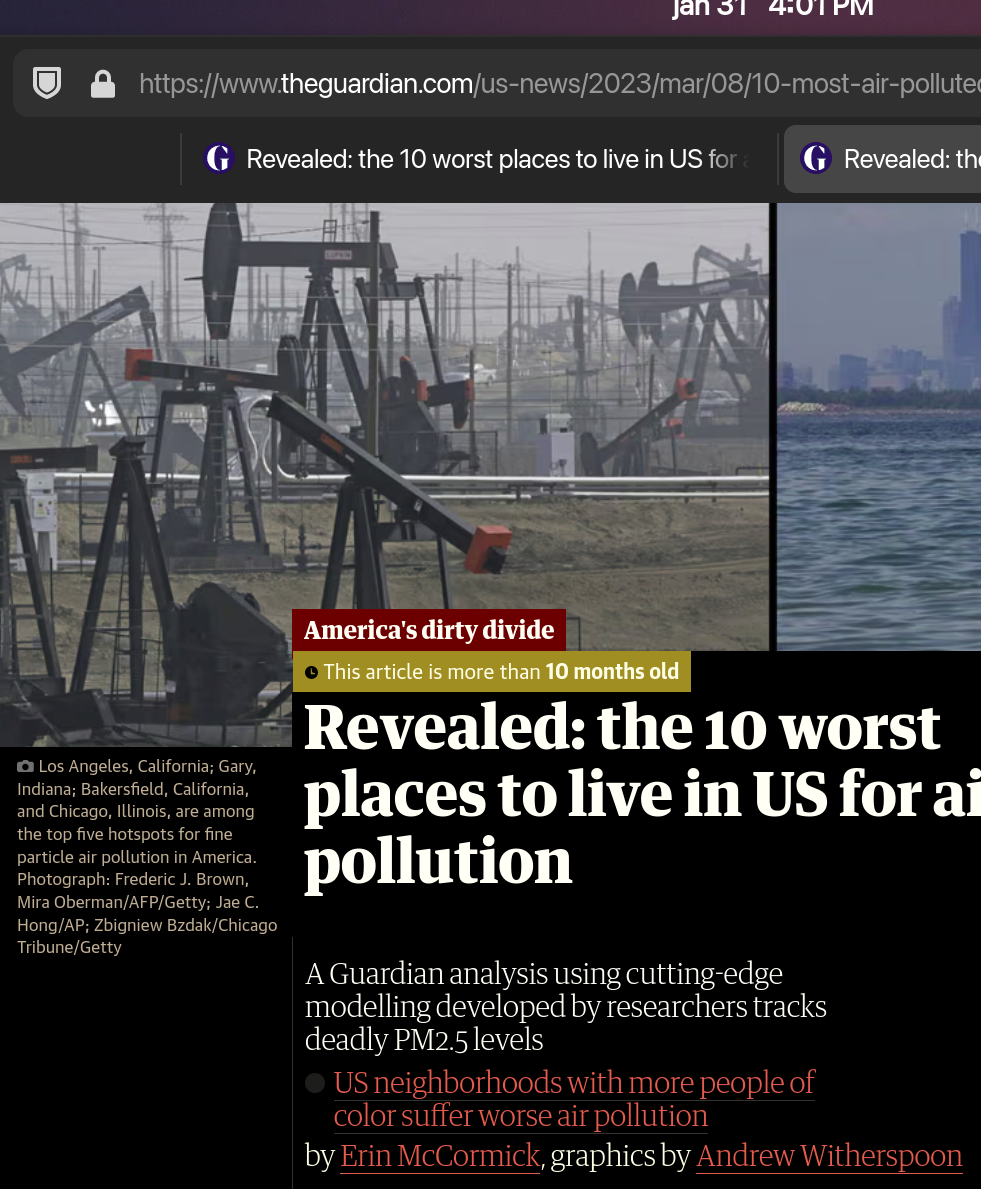 jan 31 4:01 PM
https://www.theguardian.com/us-news/2023/mar/08/10-most-air-polluted
Revealed: the 10 worst places to live in US for a
Revealed: the
LUFKIN
America's dirty divide
This article is more than 10 months old
Revealed: the 10 worst
places to live in US for ai
pollution
Los Angeles, California; Gary,
Indiana; Bakersfield, California,
and Chicago, Illinois, are among
the top five hotspots for fine
particle air pollution in America.
Photograph: Frederic J. Brown,
Mira Oberman/AFP/Getty; Jae C.
Hong/AP; Zbigniew Bzdak/Chicago
Tribune/Getty
A Guardian analysis using cutting-edge
modelling developed by researchers tracks
deadly PM2.5 levels
US neighborhoods with more people of
color suffer worse air pollution
by Erin McCormick, graphics by Andrew Witherspoon